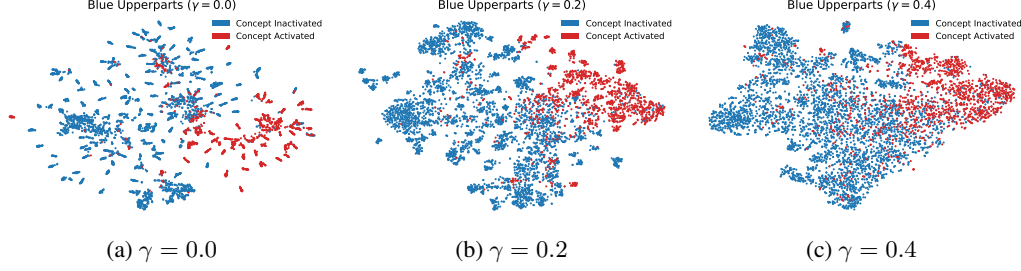 Blue Upperparts (γ = 0.0)
Concept Inactivated
Concept Activated
(a) γ = 0.0
Blue Upperparts (γ = 0.2)
Concept Inactivated
Concept Activated
(b) γ = 0.2
Blue Upperparts (γ = 0.4)
Concept Inactivated
Concept Activated
(c) γ = 0.4